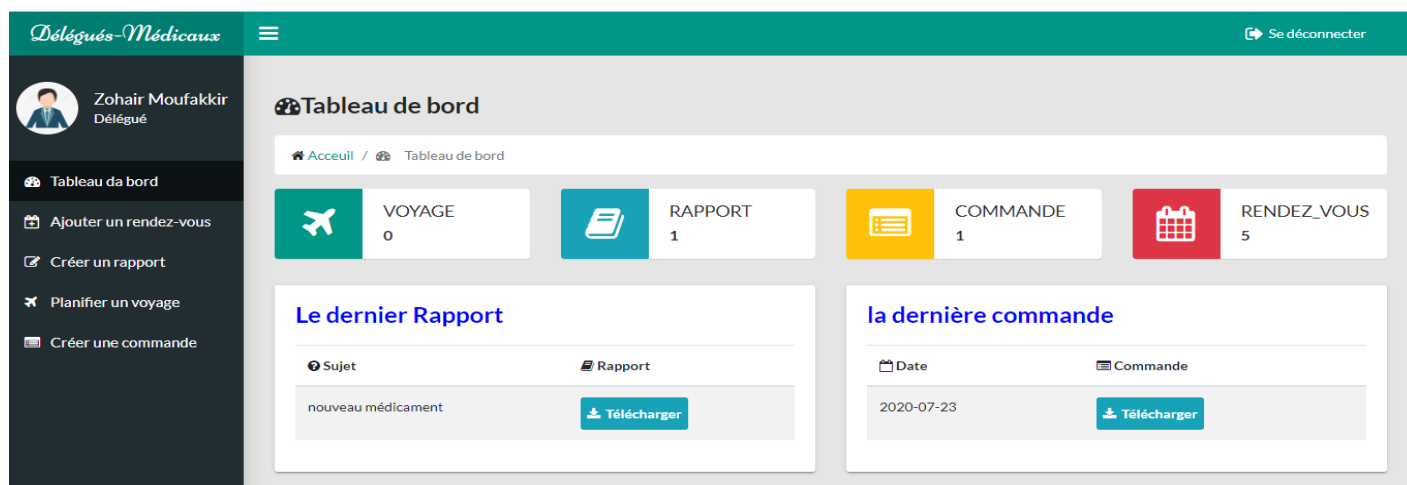 Délégués-Médicaux
Se déconnecter
Zohair Moufakkir
Délégué
Tableau da bord
Ajouter un rendez-vous
Créer un rapport
Planifier un voyage
Créer une commande
Tableau de bord
Acceuil / Tableau de bord
VOYAGE
0
RAPPORT
1
COMMANDE
1
RENDEZ_VOUS
5
Le dernier Rapport
Sujet Rapport
nouveau médicament Télécharger
la dernière commande
Date Commande
2020-07-23 Télécharger